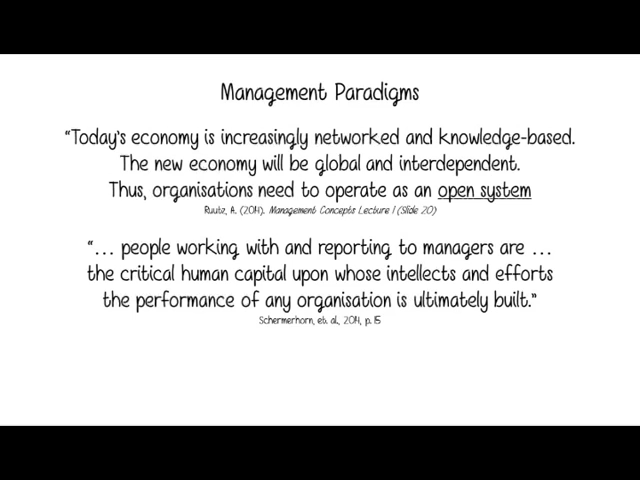 Management Paradigms
“Today's economy is increasingly networked and knowledge-based.
The new economy will be global and interdependent.
Thus, organisations need to operate as an open system
Ruutz, A. (2014). Management Concepts Lecture 1 (Slide 20)
“... people working with and reporting to managers are ...
the critical human capital upon whose intellects and efforts
the performance of any organisation is ultimately built.”
Schermerhorn, et. al., 2014, p. 15